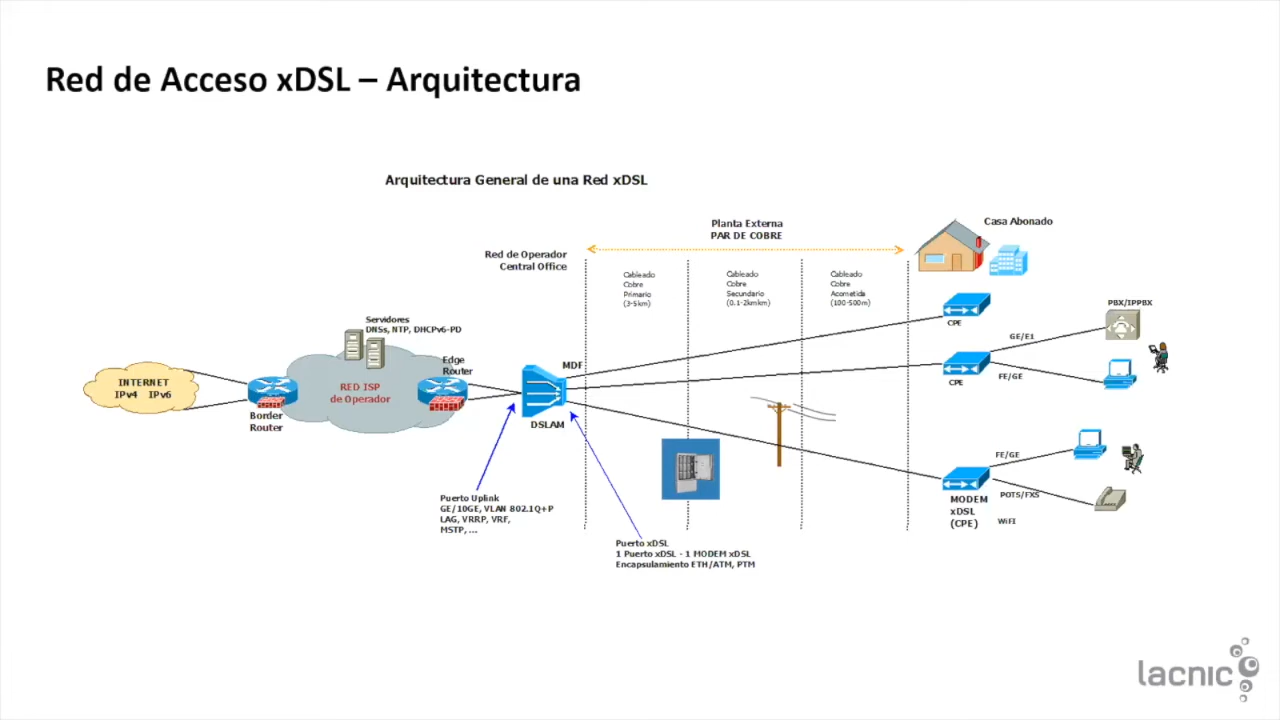 Red de Acceso xDSL – Arquitectura
Arquitectura General de una Red xDSL
Planta Externa
PAR DE COBRE
Casa Abonado
Red de Operador
Central Office
Cableado
Cobre
Primario
(3-5km)
Cableado
Cobre
Secundario
(0.1-2kmkm)
Cableado
Cobre
Acometida
(100-500m)
Servidores
DNSs, NTP, DHCPv6-PD
INTERNET
IPv4 IPv6
Border
Router
RED ISP
de Operador
Edge
Router
MDF
DSLAM
CPE
CPE
PBX/IPPBX
GE/E1
FE/GE
FE/GE
POTS/FXS
WiFI
MODEM
xDSL
(CPE)
Puerto Uplink
GE/10GE, VLAN 802.1Q+P
LAG, VRRP, VRF,
MSTP, ...
Puerto xDSL
1 Puerto xDSL - 1 MODEM xDSL
Encapsulamiento ETH/ATM, PTM
lacnic